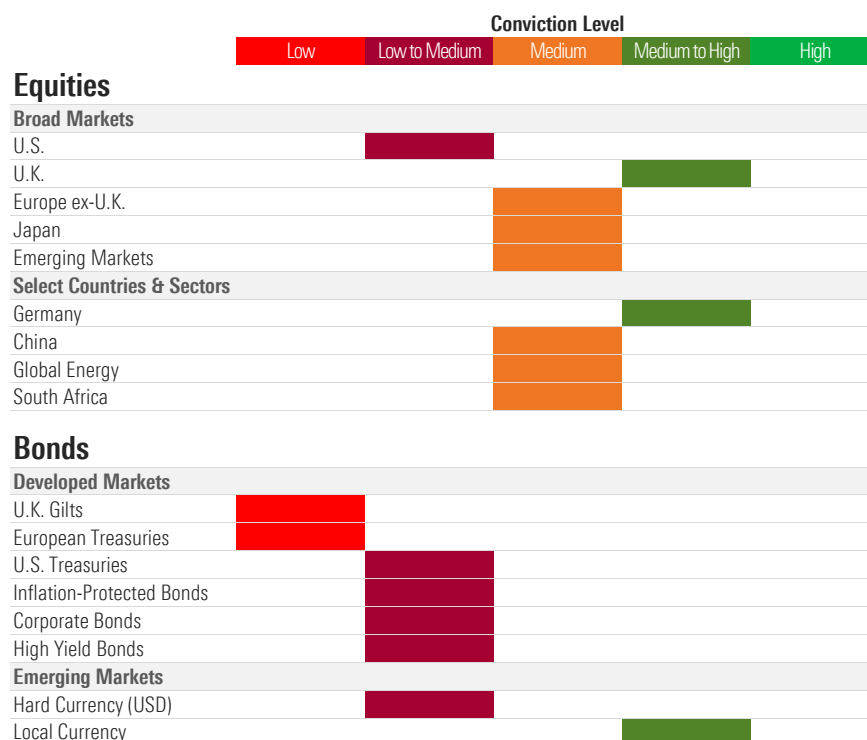 Conviction Level
Low Low to Medium Medium Medium to High High
Equities
Broad Markets
U.S.
U.K.
Europe ex-U.K.
Japan
Emerging Markets
Select Countries & Sectors
Germany
China
Global Energy
South Africa
Bonds
Developed Markets
U.K. Gilts
European Treasuries
U.S. Treasuries
Inflation-Protected Bonds
Corporate Bonds
High Yield Bonds
Emerging Markets
Hard Currency (USD)
Local Currency